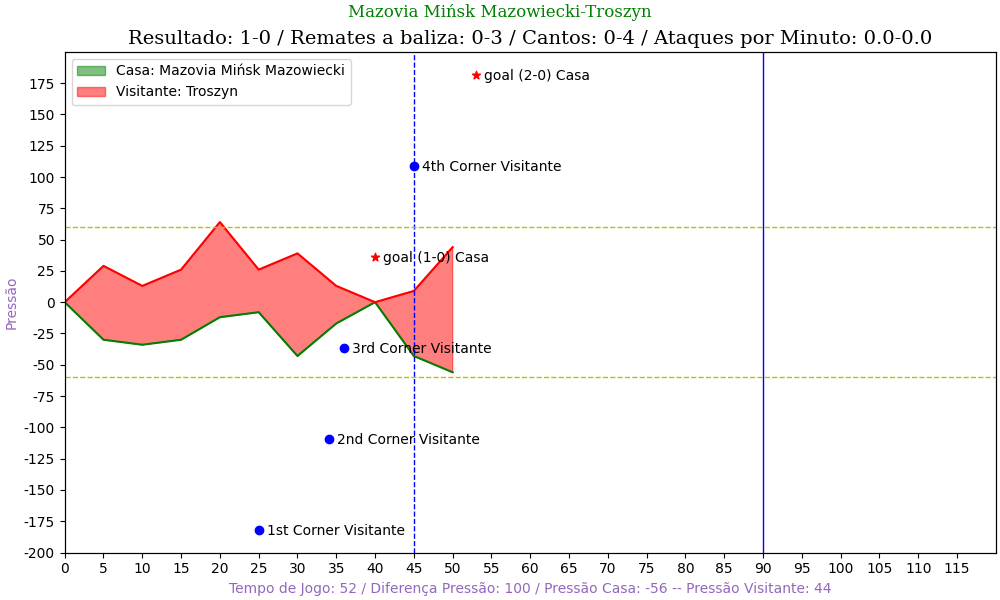 Mazovia Mińsk Mazowiecki-Troszyn
Resultado: 1-0 / Remates a baliza: 0-3 / Cantos: 0-4 / Ataques por Minuto: 0.0-0.0
Casa: Mazovia Mińsk Mazowiecki
Visitante: Troszyn
goal (2-0) Casa
4th Corner Visitante
goal (1-0) Casa
3rd Corner Visitante
2nd Corner Visitante
1st Corner Visitante
Pressão
175
150
125
100
75
50
25
0
-25
-50
-75
-100
-125
-150
-175
-200
0 5 10 15 20 25 30 35 40 45 50 55 60 65 70 75 80 85 90 95 100 105 110 115
Tempo de Jogo: 52 / Diferença Pressão: 100 / Pressão Casa: -56 -- Pressão Visitante: 44